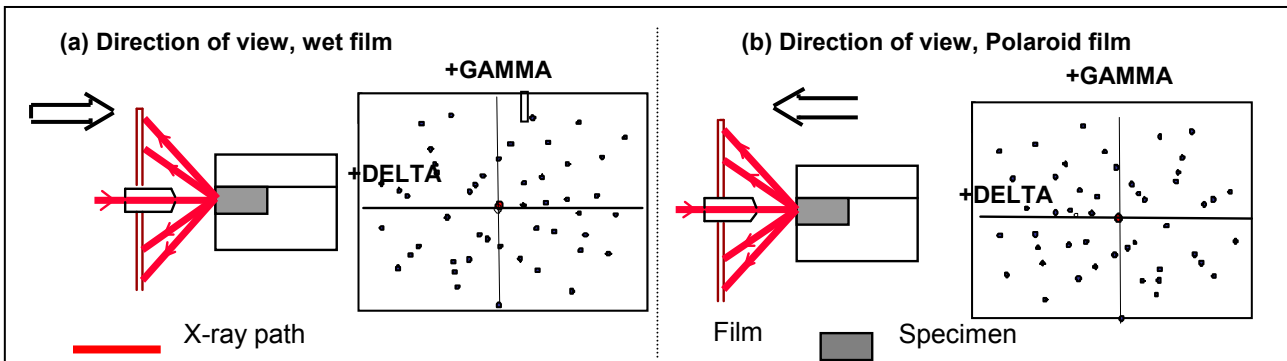 (a) Direction of view, wet film
+GAMMA
+DELTA
X-ray path
(b) Direction of view, Polaroid film
+GAMMA
+DELTA
Film
Specimen